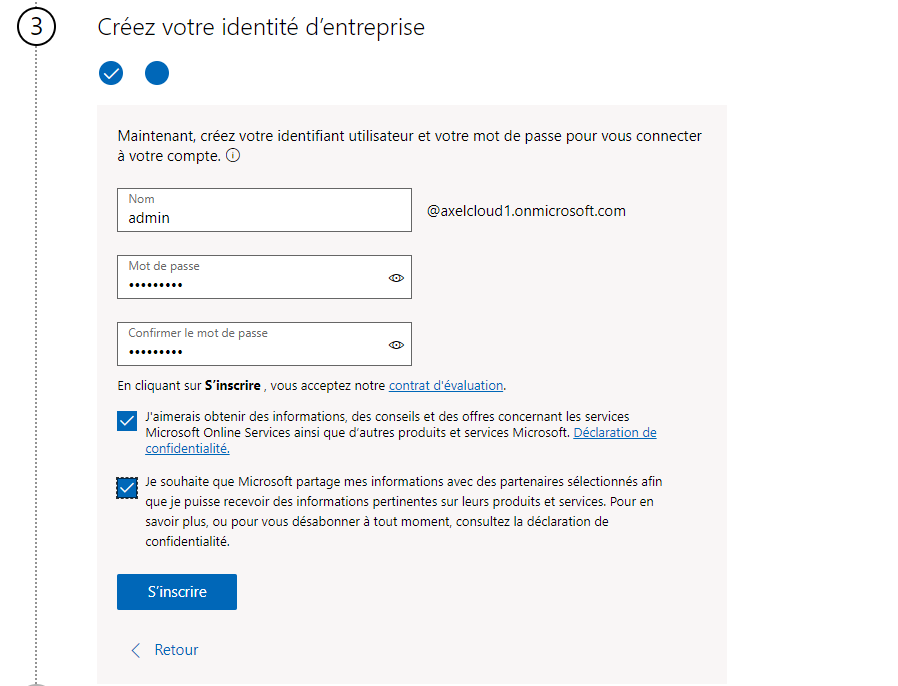 3
Créez votre identité d’entreprise
Maintenant, créez votre identifiant utilisateur et votre mot de passe pour vous connecter
à votre compte.
Nom
admin
@axelcloud1.onmicrosoft.com
Mot de passe
•••••••••
Confirmer le mot de passe
•••••••••
En cliquant sur S’inscrire , vous acceptez notre contrat d'évaluation.
J'aimerais obtenir des informations, des conseils et des offres concernant les services
Microsoft Online Services ainsi que d’autres produits et services Microsoft. Déclaration de
confidentialité.
Je souhaite que Microsoft partage mes informations avec des partenaires sélectionnés afin
que je puisse recevoir des informations pertinentes sur leurs produits et services. Pour en
savoir plus, ou pour vous désabonner à tout moment, consultez la déclaration de
confidentialité.
S’inscrire
Retour